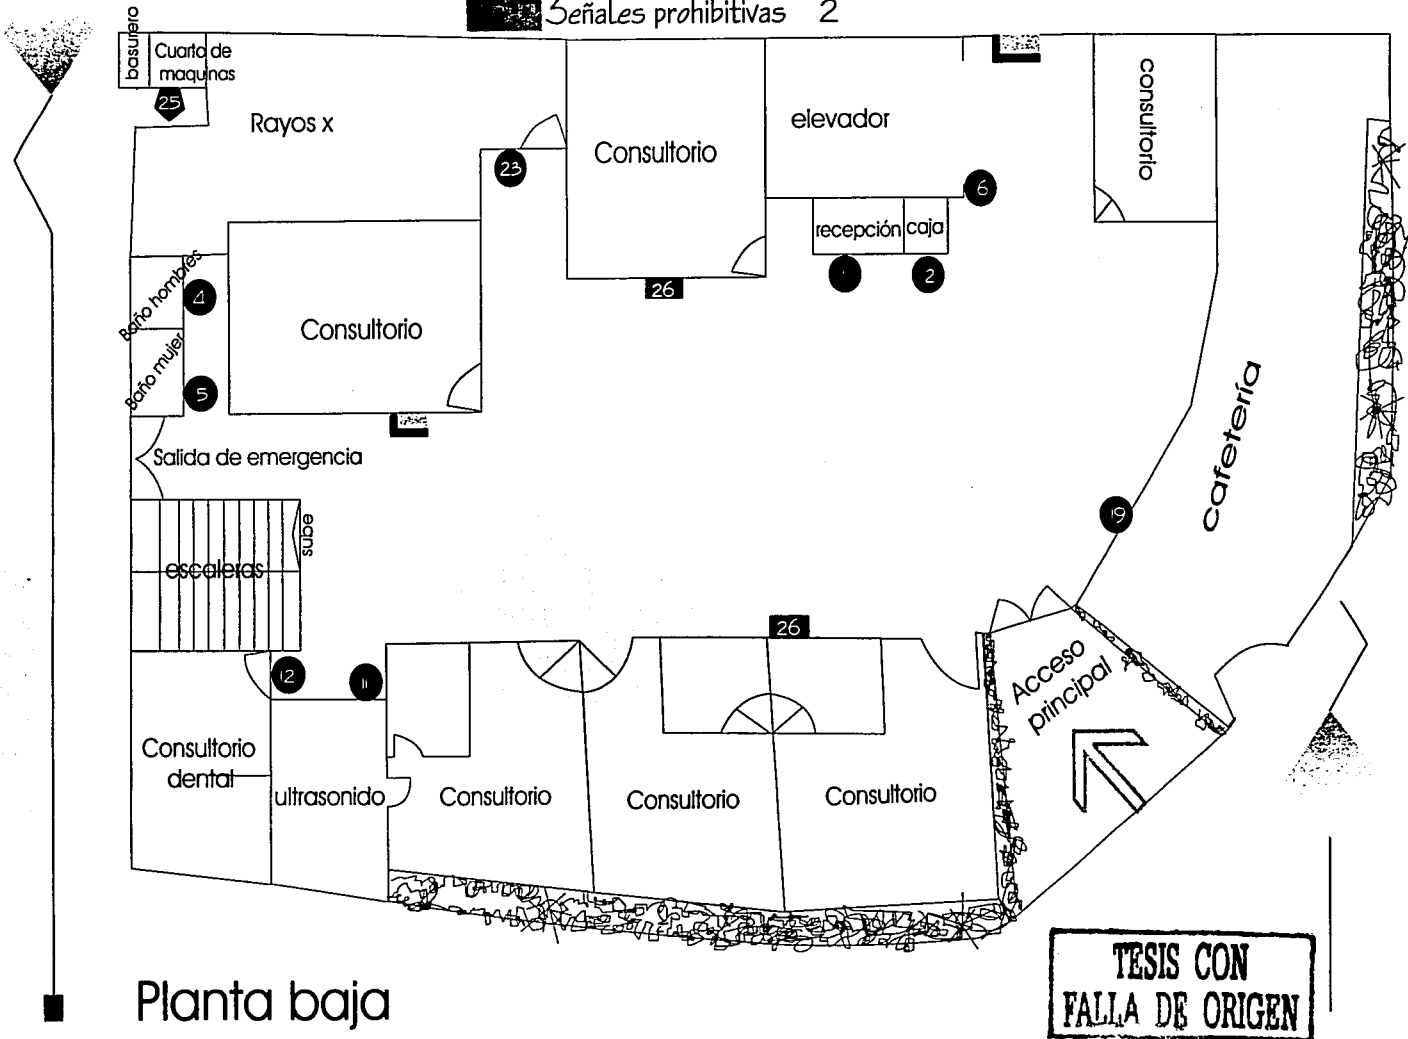 Señales prohibitivas 2
basurero
Cuarto de
maquinas
25
Rayos x
23
Consultorio
elevador
6
consultorio
recepción
caja
1
2
26
Baño hombres
4
Baño mujer
5
Consultorio
Salida de emergencia
escaleras
sube
cafetería
19
26
12
11
Acceso
principal
Consultorio
dental
ultrasonido
Consultorio
Consultorio
Consultorio
Planta baja
TESIS CON
FALLA DE ORIGEN